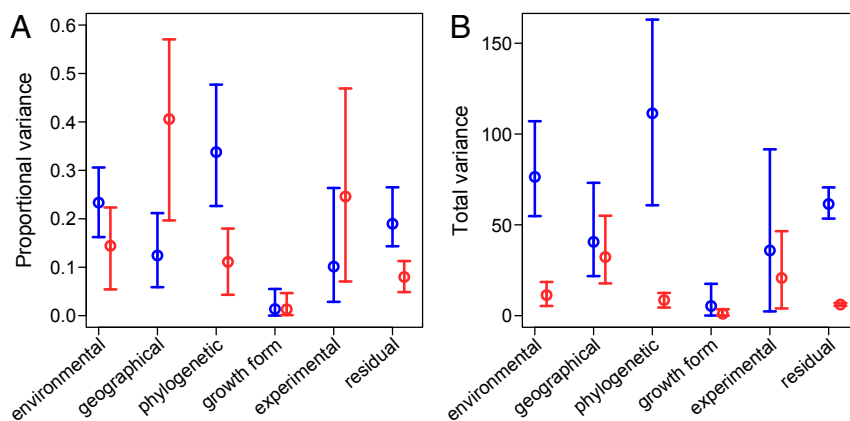 A
Proportional variance
0.6
0.5
0.4
0.3
0.2
0.1
0.0
environmental
geographical
phylogenetic
growth form
experimental
residual
B
Total variance
150
100
50
0
environmental
geographical
phylogenetic
growth form
experimental
residual